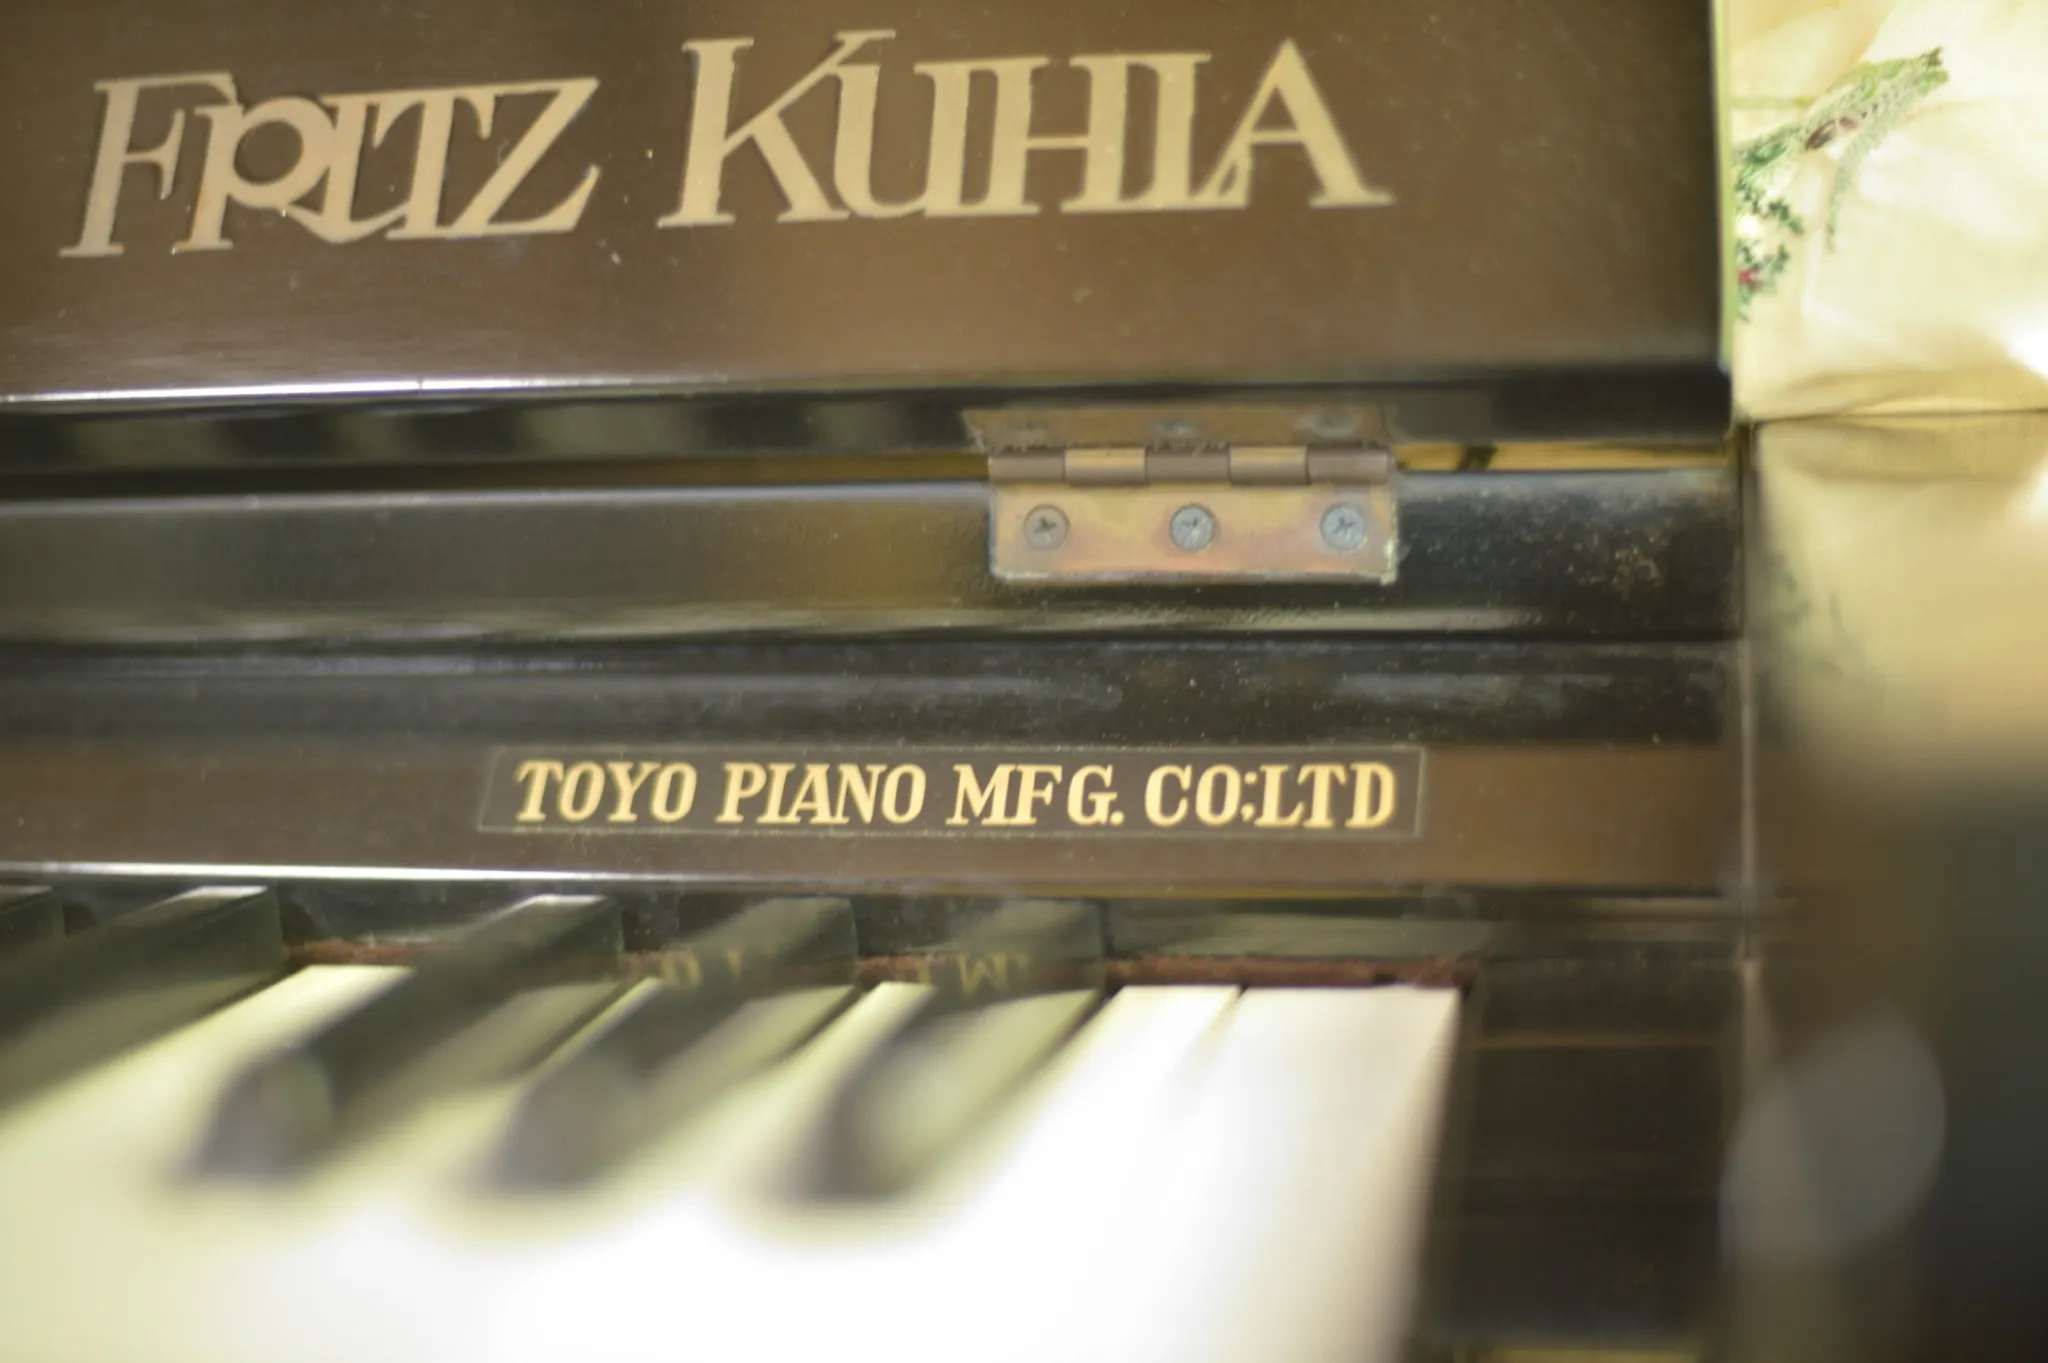 FRITZ KUHLA
TOYO PIANO MFG. CO;LTD